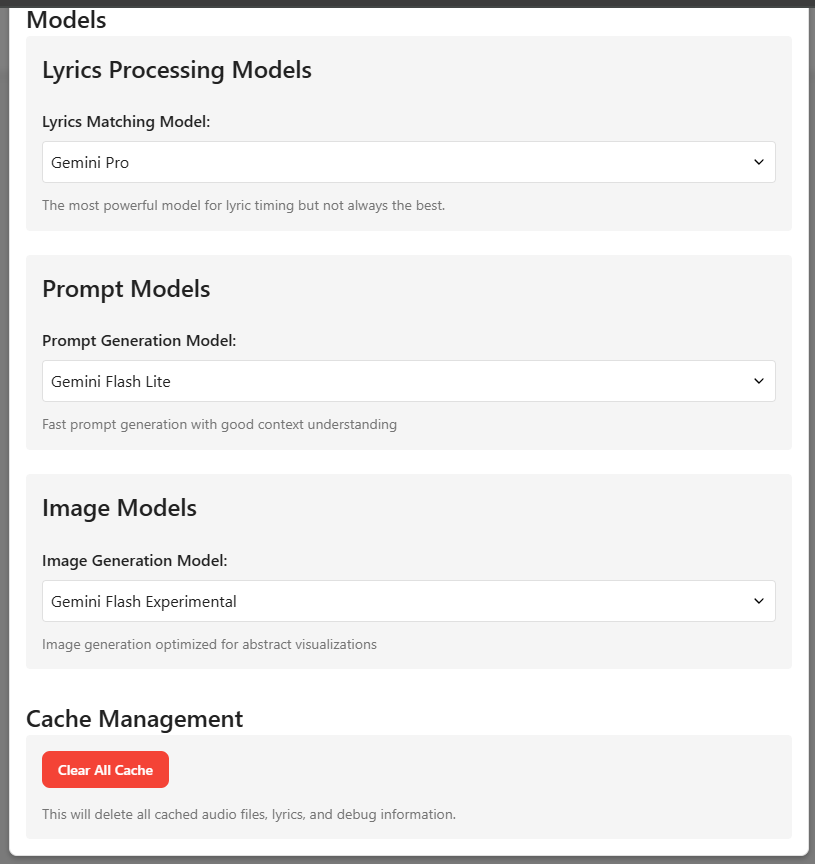 Models
Lyrics Processing Models
Lyrics Matching Model:
Gemini Pro
The most powerful model for lyric timing but not always the best.
Prompt Models
Prompt Generation Model:
Gemini Flash Lite
Fast prompt generation with good context understanding
Image Models
Image Generation Model:
Gemini Flash Experimental
Image generation optimized for abstract visualizations
Cache Management
Clear All Cache
This will delete all cached audio files, lyrics, and debug information.